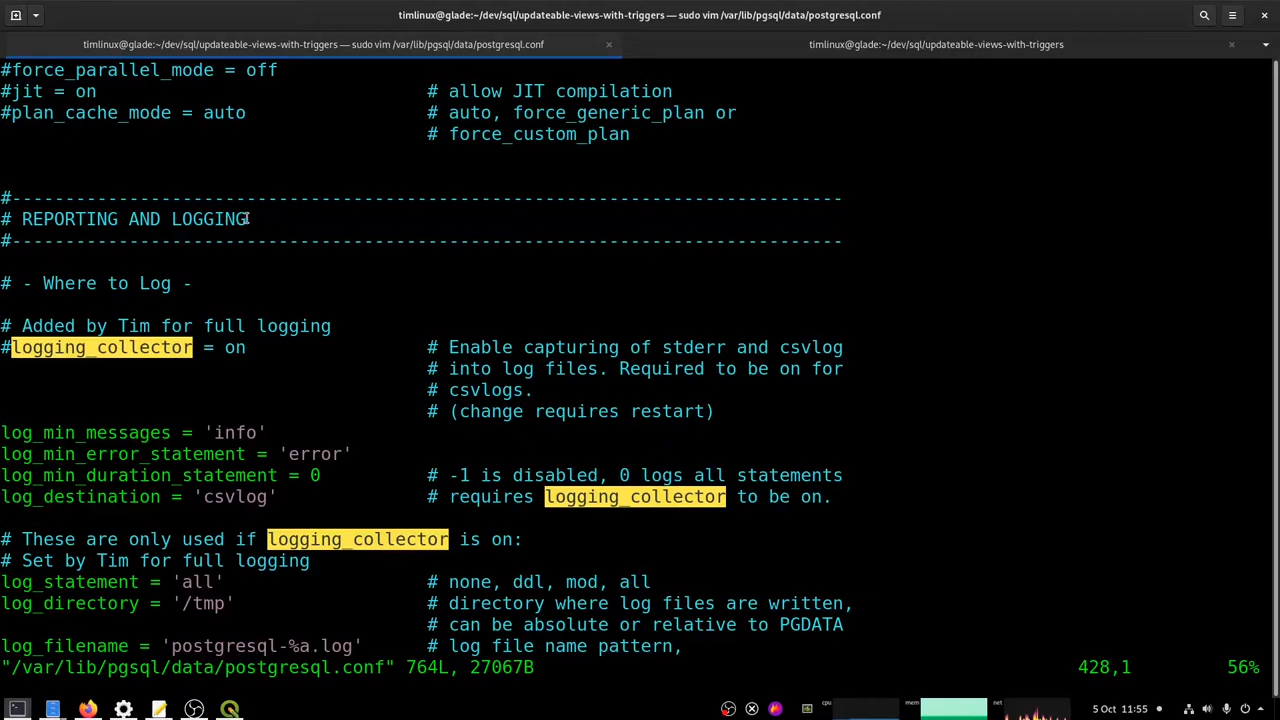 timlinux@glade:~/dev/sql/updateable-views-with-triggers — sudo vim /var/lib/pgsql/data/postgresql.conf
timlinux@glade:~/dev/sql/updateable-views-with-triggers — sudo vim /var/lib/pgsql/data/postgresql.conf
timlinux@glade:~/dev/sql/updateable-views-with-triggers
#force_parallel_mode = off
#jit = on # allow JIT compilation
#plan_cache_mode = auto # auto, force_generic_plan or
# force_custom_plan
#------------------------------------------------------------------------------
# REPORTING AND LOGGING
#------------------------------------------------------------------------------
# - Where to Log -
# Added by Tim for full logging
#logging_collector = on # Enable capturing of stderr and csvlog
# into log files. Required to be on for
# csvlogs.
# (change requires restart)
log_min_messages = 'info'
log_min_error_statement = 'error'
log_min_duration_statement = 0 # -1 is disabled, 0 logs all statements
log_destination = 'csvlog' # requires logging_collector to be on.
# These are only used if logging_collector is on:
# Set by Tim for full logging
log_statement = 'all' # none, ddl, mod, all
log_directory = '/tmp' # directory where log files are written,
# can be absolute or relative to PGDATA
log_filename = 'postgresql-%a.log' # log file name pattern,
"/var/lib/pgsql/data/postgresql.conf" 764L, 27067B 428,1 56%
cpu mem net 5 Oct 11:55